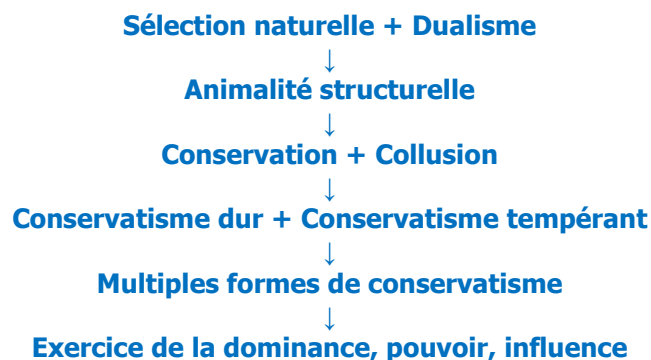 Sélection naturelle + Dualisme
↓
Animalité structurelle
↓
Conservation + Collusion
↓
Conservatisme dur + Conservatisme tempérant
↓
Multiples formes de conservatisme
↓
Exercice de la dominance, pouvoir, influence